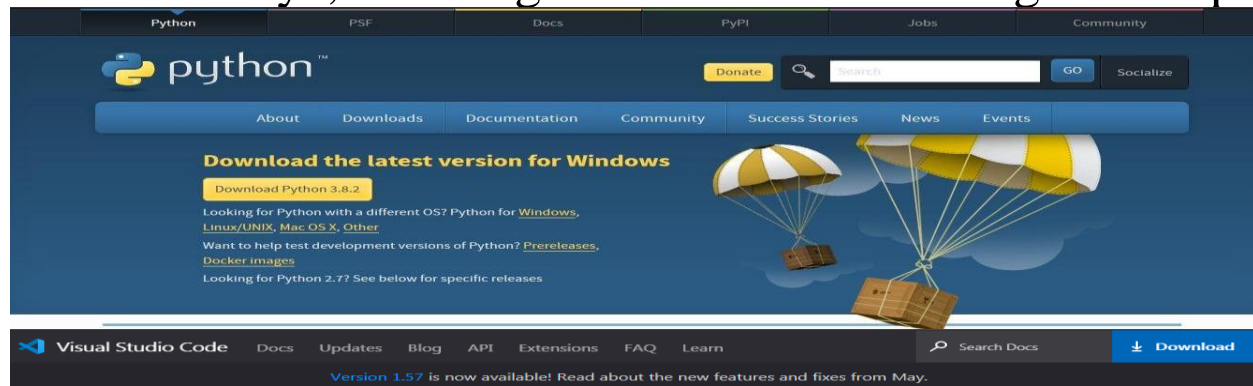 Python PSF Docs PyPI Jobs Community
python™
Donate Search GO Socialize
About Downloads Documentation Community Success Stories News Events
Download the latest version for Windows
Download Python 3.8.2
Looking for Python with a different OS? Python for Windows,
Linux/UNIX, Mac OS X, Other
Want to help test development versions of Python? Prereleases,
Docker images
Looking for Python 2.7? See below for specific releases
Visual Studio Code Docs Updates Blog API Extensions FAQ Learn Search Docs Download
Version 1.57 is now available! Read about the new features and fixes from May.